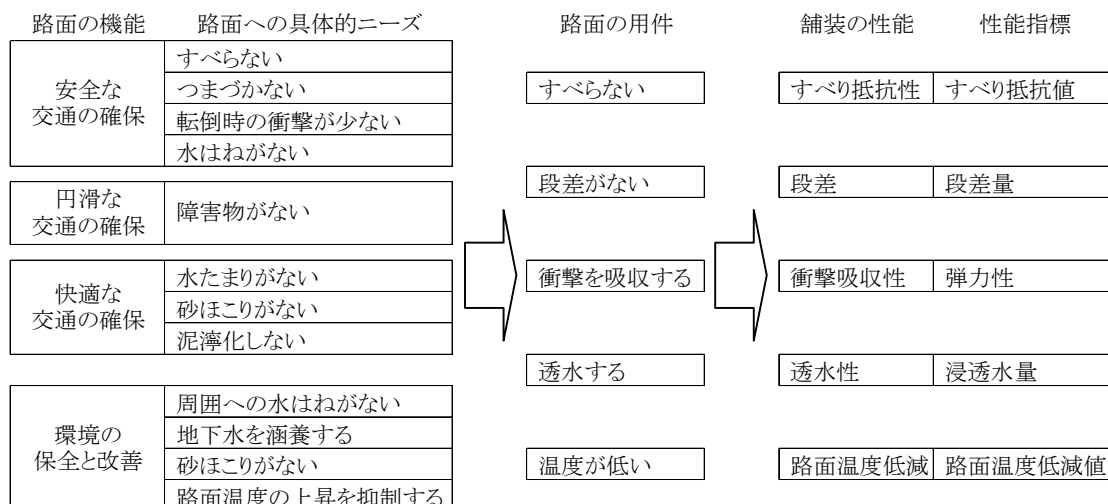 路面の機能
路面への具体的ニーズ
路面の用件
舗装の性能
性能指標
安全な
交通の確保
すべらない
つまづかない
転倒時の衝撃が少ない
水はねがない
円滑な
交通の確保
障害物がない
快適な
交通の確保
水たまりがない
砂ほこりがない
泥濘化しない
環境の
保全と改善
周囲への水はねがない
地下水を涵養する
砂ほこりがない
路面温度の上昇を抑制する
すべらない
段差がない
衝撃を吸収する
透水する
温度が低い
すべり抵抗性 すべり抵抗値
段差 段差量
衝撃吸収性 弾力性
透水性 浸透水量
路面温度低減 路面温度低減値